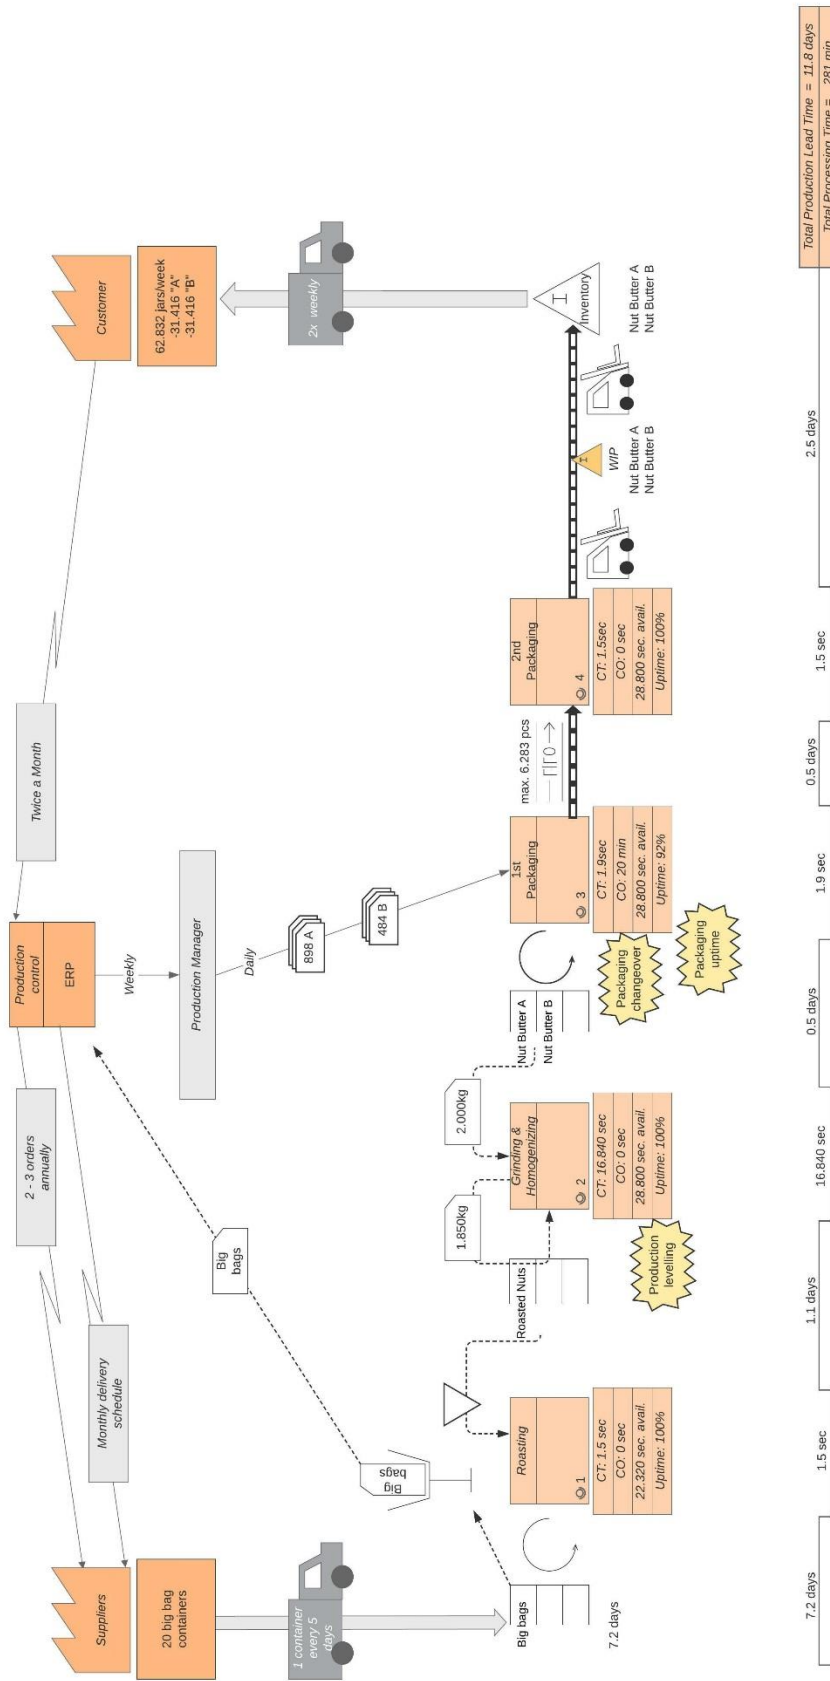 Suppliers
20 big bag
containers
1 container
every 5
days
2 - 3 orders
annually
Monthly delivery
schedule
Production
control
ERP
Twice a Month
Customer
62.832 jars/week
-31.416 "A"
-31.416 "B"
2x weekly
Weekly
Production Manager
Daily
898 A
484 B
Big
bags
Big
bags
Big bags
7.2 days
Roasting
1
CT: 1.5 sec
CO: 0 sec
22.320 sec. avail.
Uptime: 100%
Roasted Nuts
1.850kg
2.000kg
Grinding &
Homogenizing
2
CT: 16.840 sec
CO: 0 sec
28.800 sec. avail.
Uptime: 100%
Production
levelling
Nut Butter A
Nut Butter B
1st
Packaging
3
CT: 1.9sec
CO: 20 min
28.800 sec. avail.
Uptime: 92%
Packaging
changeover
Packaging
uptime
max. 6.283 pcs
2nd
Packaging
4
CT: 1.5sec
CO: 0 sec
28.800 sec. avail.
Uptime: 100%
I
WIP
Nut Butter A
Nut Butter B
I
Inventory
Nut Butter A
Nut Butter B
7.2 days
1.5 sec
1.1 days
16.840 sec
0.5 days
1.9 sec
0.5 days
1.5 sec
2.5 days
Total Production Lead Time = 11.8 days
Total Processing Time = 281 min